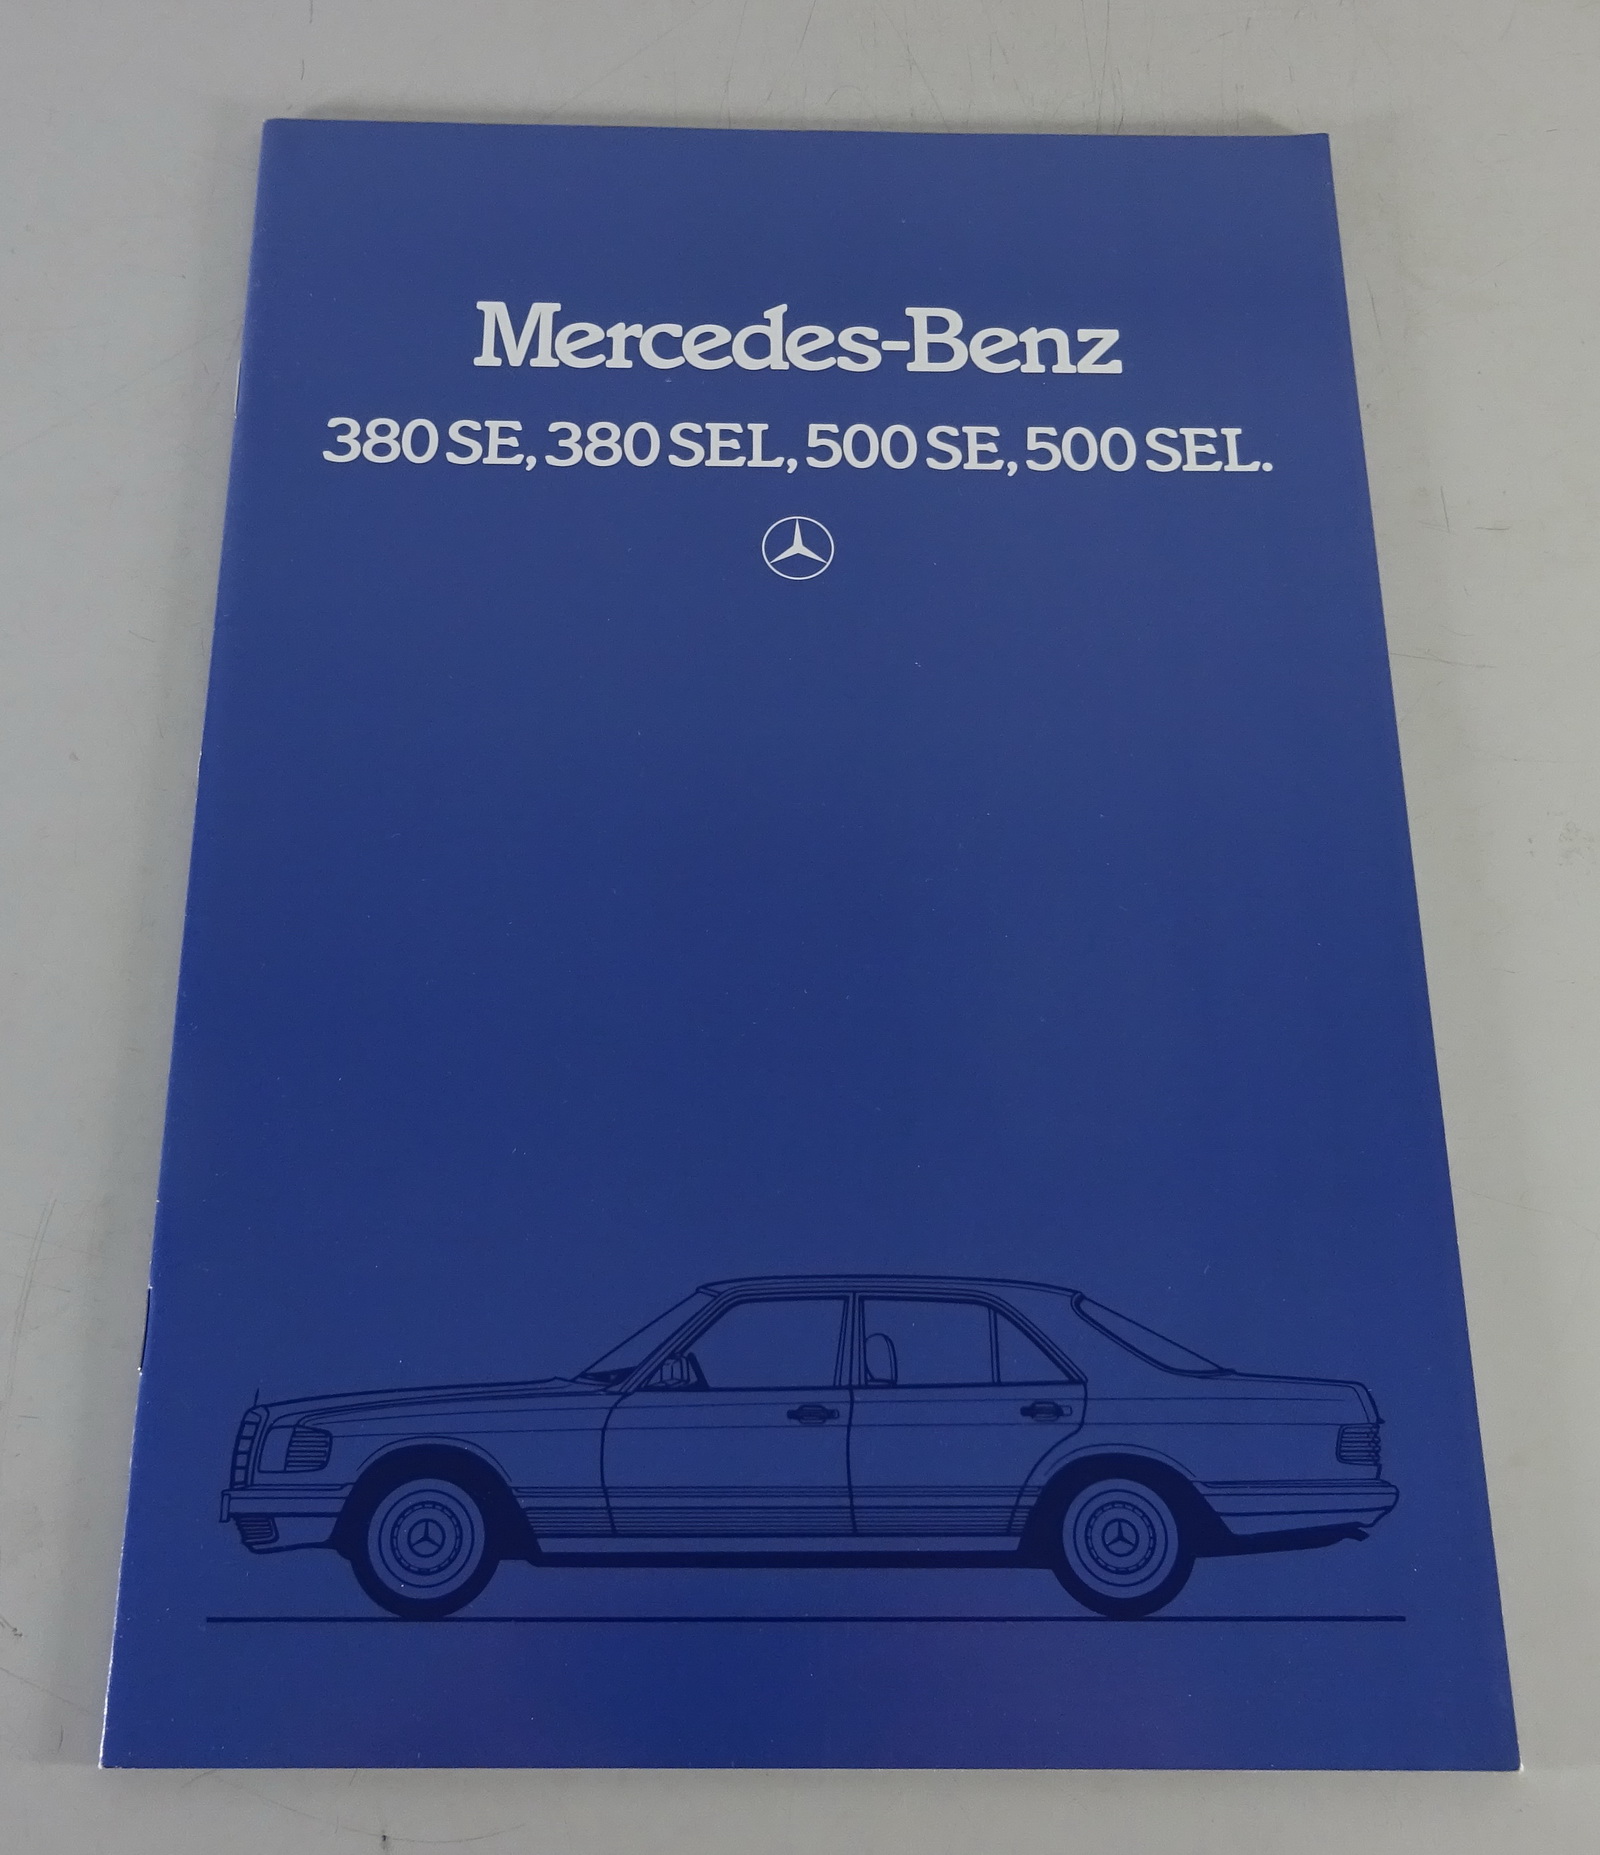 Mercedes-Benz
380 SE, 380 SEL, 500 SE, 500 SEL.